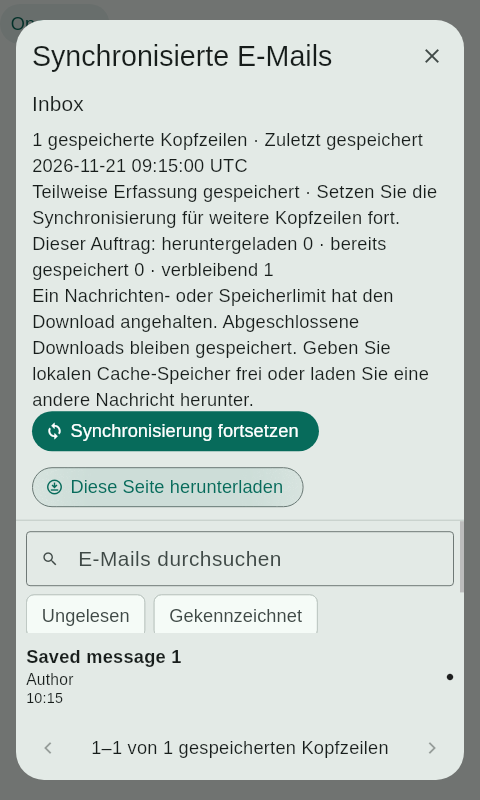 Synchronisierte E-Mails
Inbox
1 gespeicherte Kopfzeilen · Zuletzt gespeichert
2026-11-21 09:15:00 UTC
Teilweise Erfassung gespeichert · Setzen Sie die
Synchronisierung für weitere Kopfzeilen fort.
Dieser Auftrag: heruntergeladen 0 · bereits
gespeichert 0 · verbleibend 1
Ein Nachrichten- oder Speicherlimit hat den
Download angehalten. Abgeschlossene
Downloads bleiben gespeichert. Geben Sie
lokalen Cache-Speicher frei oder laden Sie eine
andere Nachricht herunter.
Synchronisierung fortsetzen
Diese Seite herunterladen
E-Mails durchsuchen
Ungelesen
Gekennzeichnet
Saved message 1
Author
10:15
1–1 von 1 gespeicherten Kopfzeilen